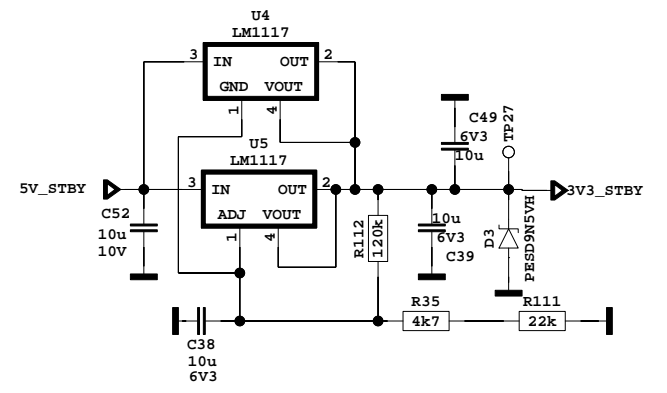 U4
LM1117
3 IN OUT 2
GND VOUT
1 4
U5
LM1117
C49
6V3
10u
TP27
5V_STBY
3 IN OUT 2
3V3_STBY
ADJ VOUT
1 4
C52
10u
10V
R112
120k
10u
6V3
C39
D3
PESD9N5VH
R35
4k7
R111
22k
C38
10u
6V3